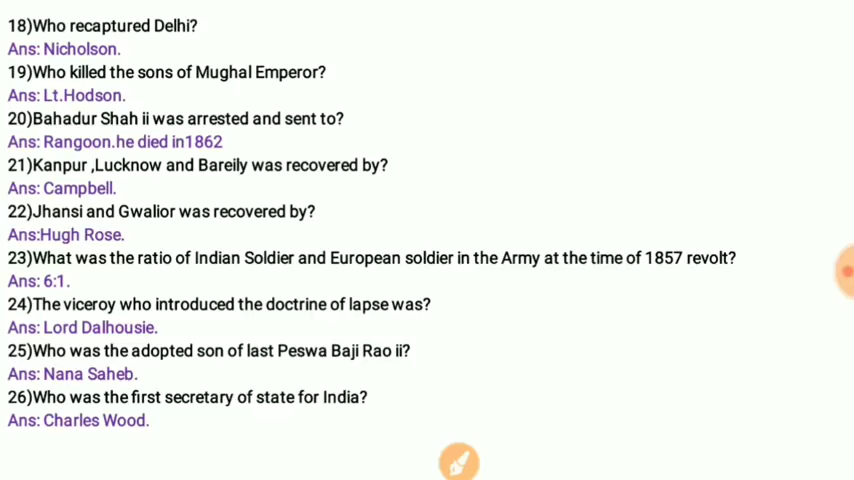 18)Who recaptured Delhi?
Ans: Nicholson.
19)Who killed the sons of Mughal Emperor?
Ans: Lt.Hodson.
20)Bahadur Shah ii was arrested and sent to?
Ans: Rangoon.he died in1862
21)Kanpur ,Lucknow and Bareily was recovered by?
Ans: Campbell.
22)Jhansi and Gwalior was recovered by?
Ans:Hugh Rose.
23)What was the ratio of Indian Soldier and European soldier in the Army at the time of 1857 revolt?
Ans: 6:1.
24)The viceroy who introduced the doctrine of lapse was?
Ans: Lord Dalhousie.
25)Who was the adopted son of last Peswa Baji Rao ii?
Ans: Nana Saheb.
26)Who was the first secretary of state for India?
Ans: Charles Wood.